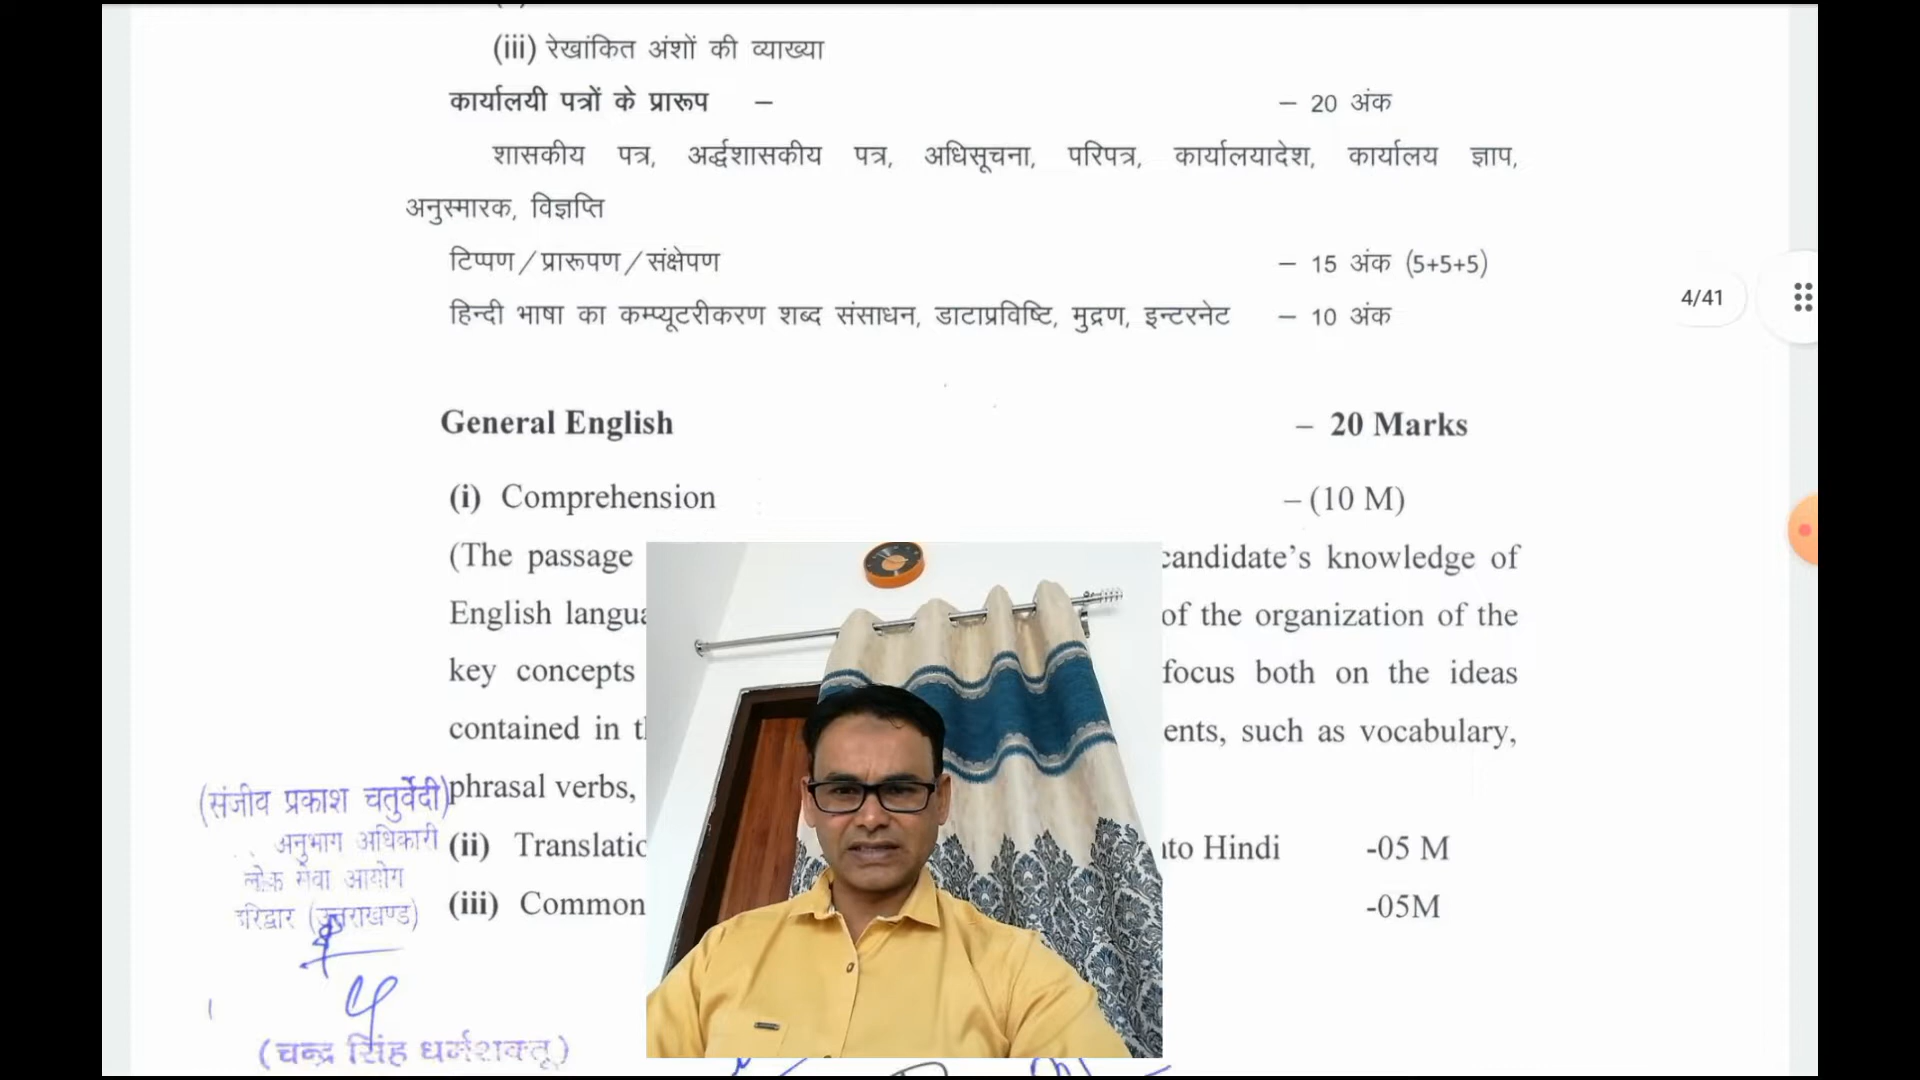 (iii) रेखांकित अंशों की व्याख्या
कार्यालयी पत्रों के प्रारूप – – 20 अंक
शासकीय पत्र, अर्द्धशासकीय पत्र, अधिसूचना, परिपत्र, कार्यालयादेश, कार्यालय ज्ञाप,
अनुस्मारक, विज्ञप्ति
टिप्पण/प्रारूपण/संक्षेपण – 15 अंक (5+5+5)
हिन्दी भाषा का कम्प्यूटरीकरण शब्द संसाधन, डाटाप्रविष्टि, मुद्रण, इन्टरनेट – 10 अंक
4/41
General English – 20 Marks
(i) Comprehension – (10 M)
(The passage candidate’s knowledge of
English of the organization of the
key concepts focus both on the ideas
contained in such as vocabulary,
phrasal verbs,
(ii) Hindi -05 M
(iii) Common -05M
(संजीव प्रकाश चतुर्वेदी)
अनुभाग अधिकारी
लोक सेवा आयोग
हरिद्वार (उत्तराखण्ड)
(चन्द्र सिंह धर्मशक्तू)